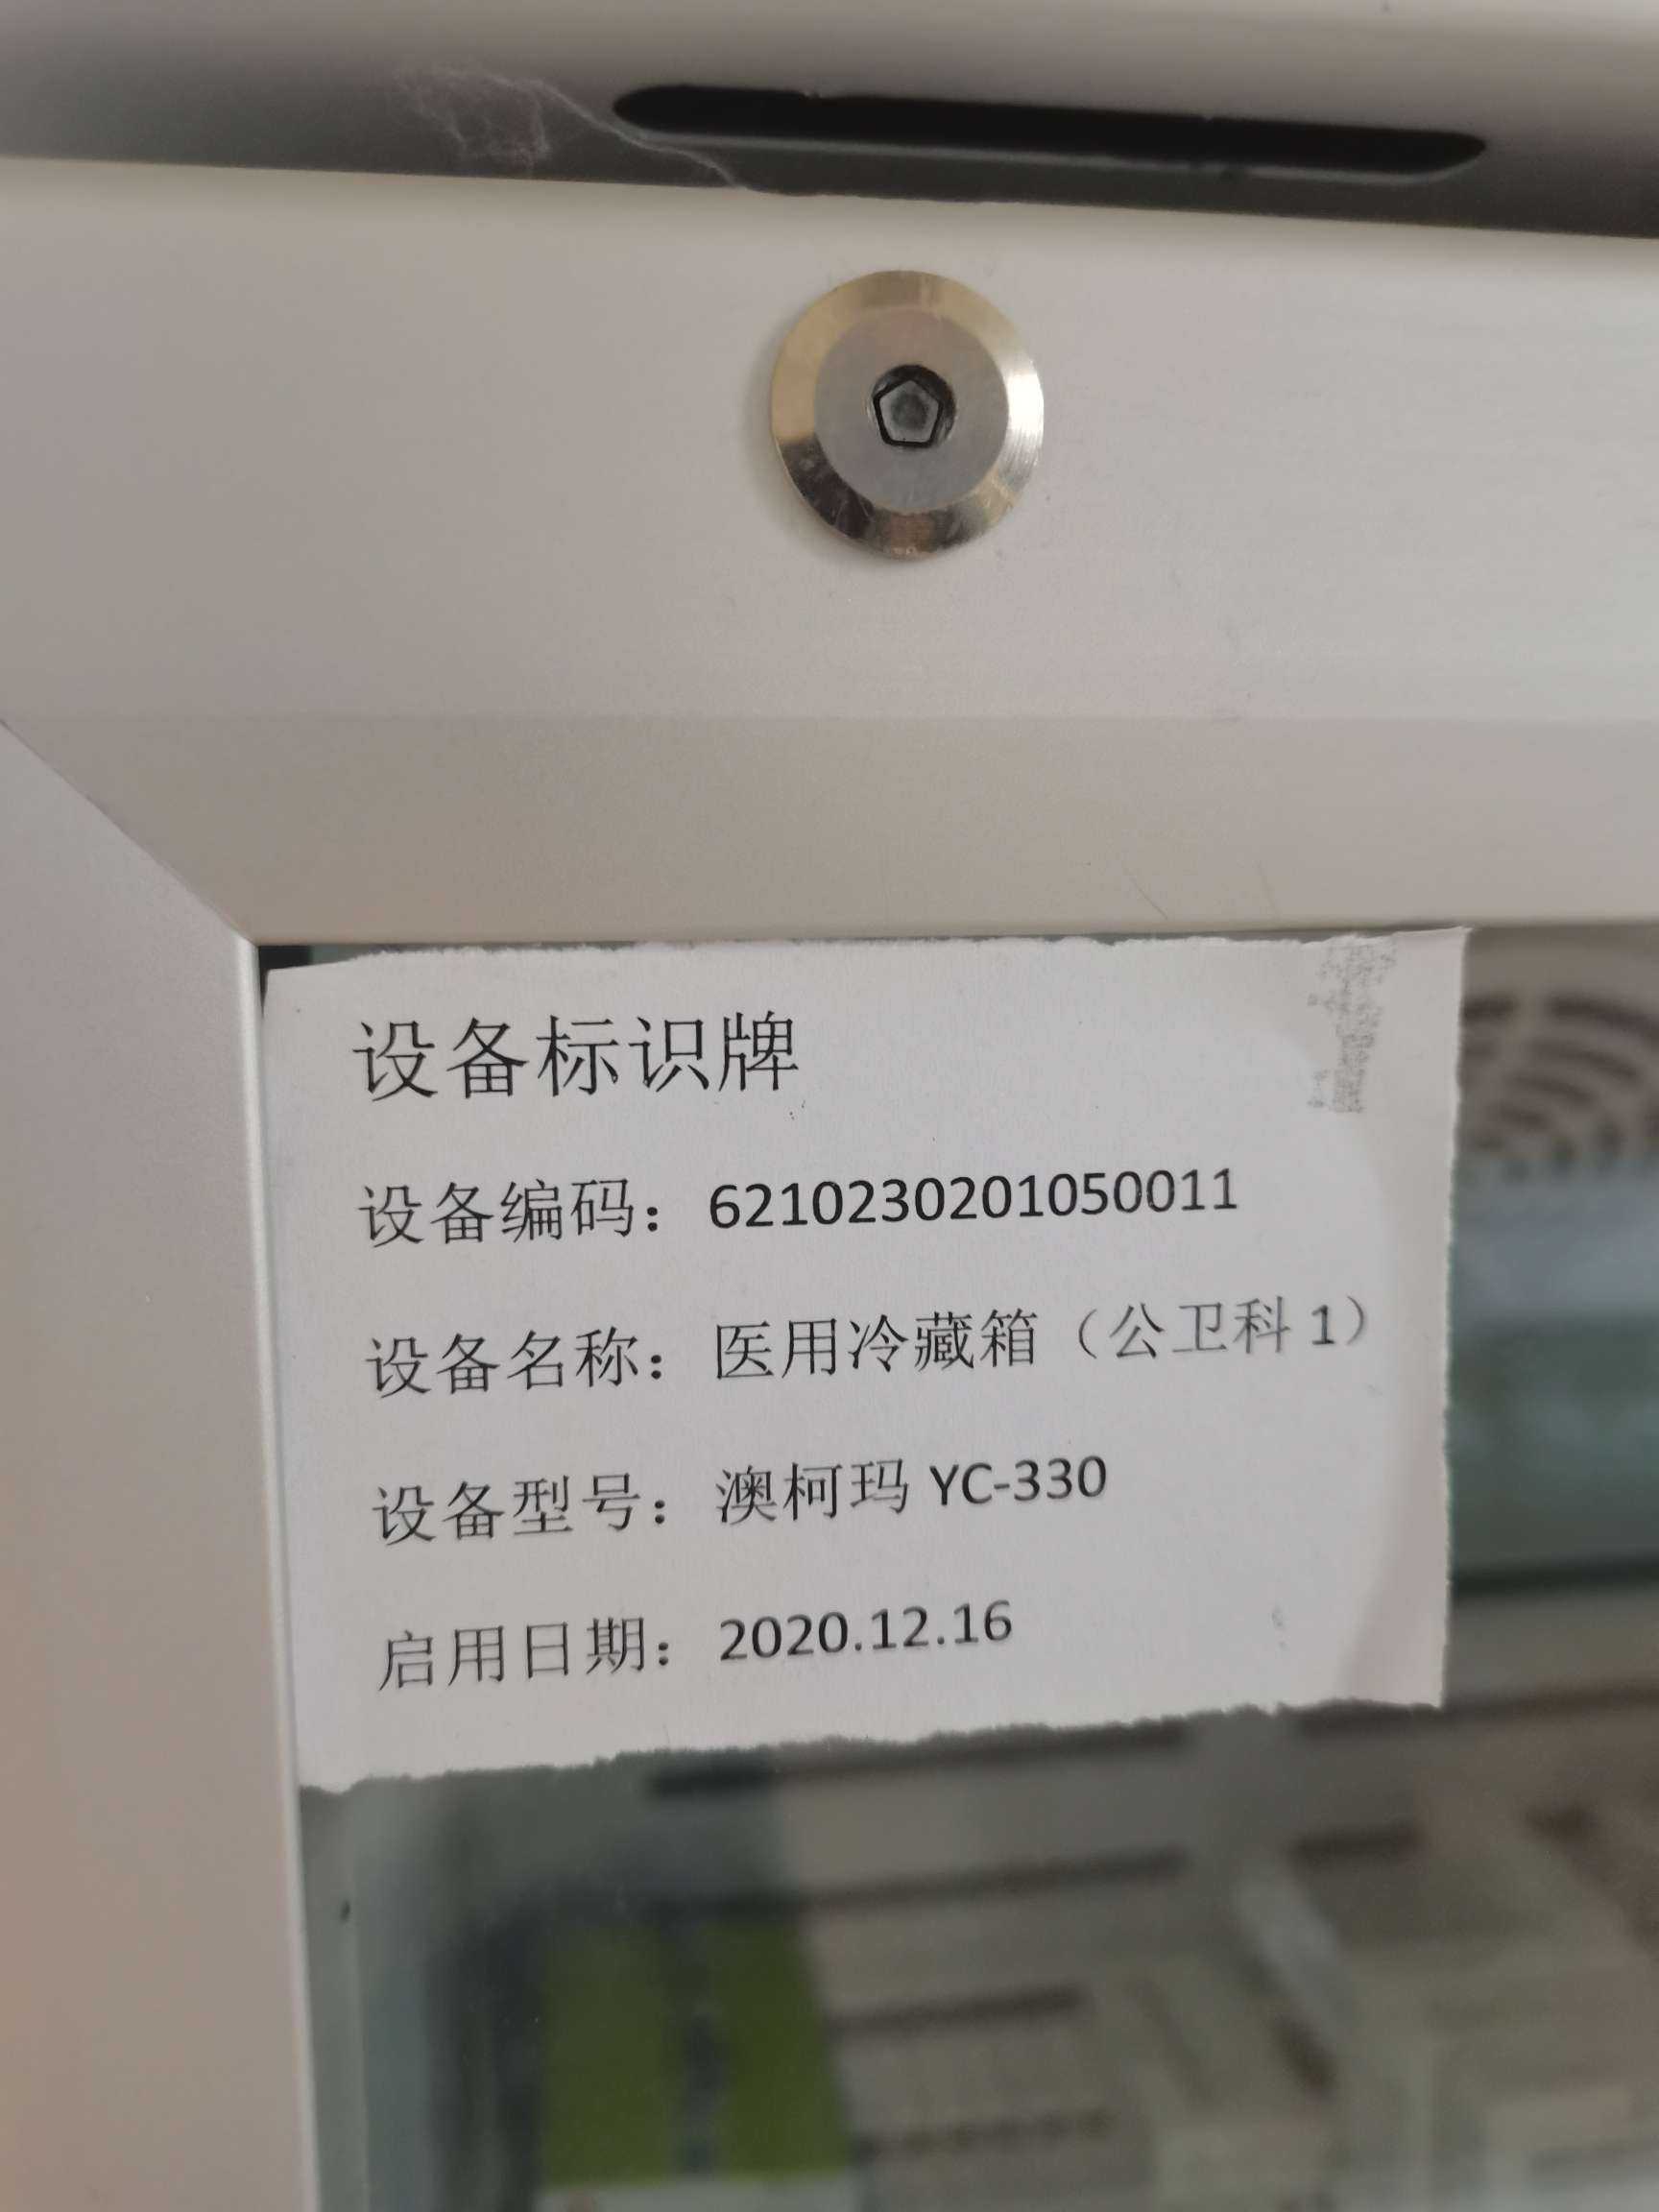 设备标识牌
设备编码：6210230201050011
设备名称：医用冷藏箱（公卫科 1）
设备型号：澳柯玛 YC-330
启用日期：2020.12.16